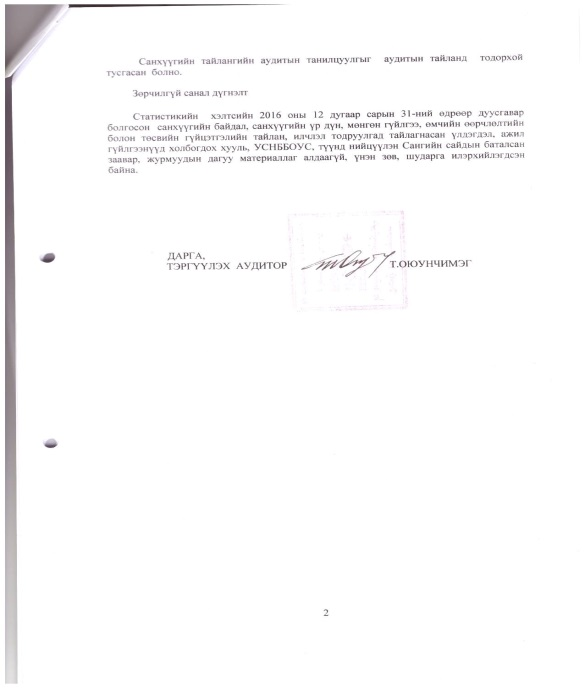 Санхүүгийн тайлангийн аудитын танилцуулгыг аудитын тайланд тодорхой
тусгасан болно.
Зөрчилгүй санал дүгнэлт
Статистикийн хэлтсийн 2016 оны 12 дугаар сарын 31-ний өдрөөр дуусгавар
болгосон санхүүгийн байдал, санхүүгийн үр дүн, мөнгөн гүйлгээ, өмчийн өөрчлөлтийн
болон төсвийн гүйцэтгэлийн тайлан, илчлэл тодруулгад тайлагнасан үлдэгдэл, ажил
гүйлгээнүүд холбогдох хууль, УСНББОУС, түүнд нийцүүлэн Сангийн сайдын баталсан
заавар, журмуудын дагуу материаллаг алдаагүй, үнэн зөв, шударга илэрхийлэгдсэн
байна.
ДАРГА,
ТЭРГҮҮЛЭХ АУДИТОР Т.ОЮУНЧИМЭГ
2